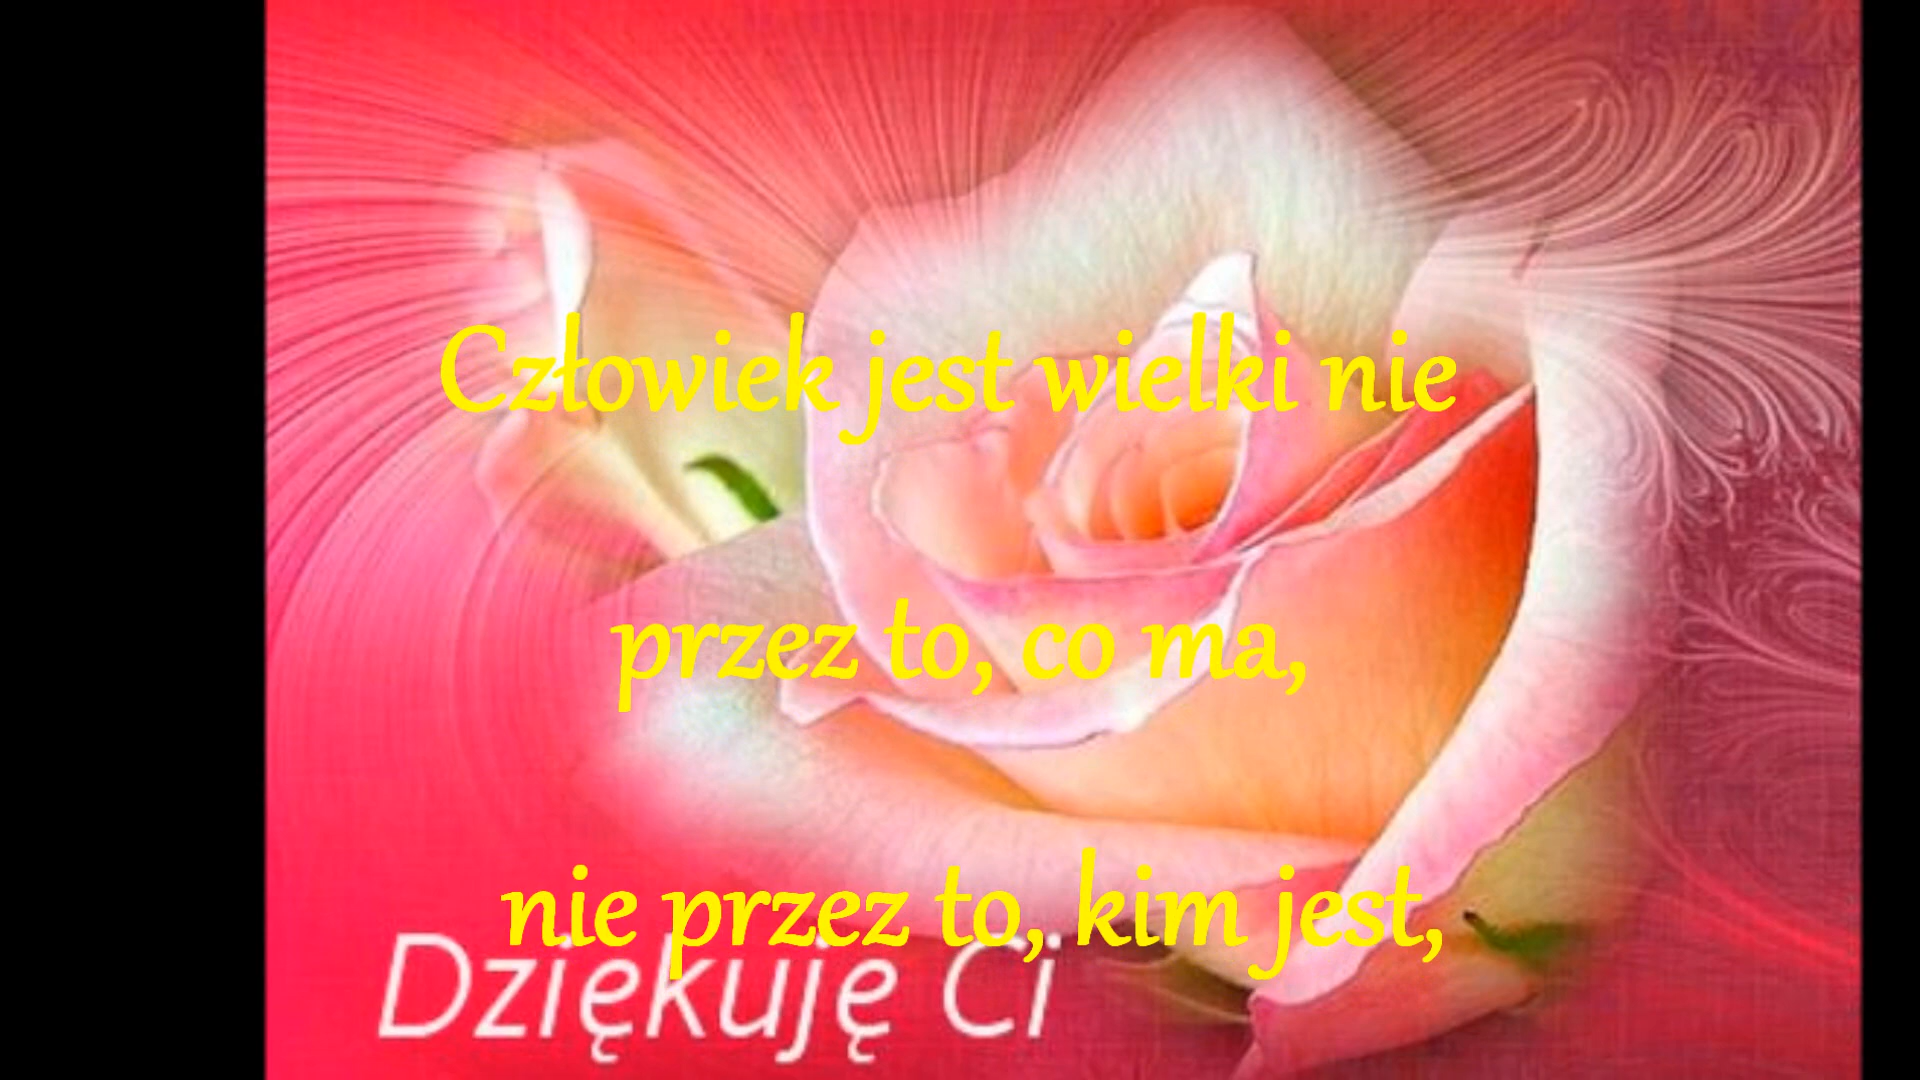 Człowiek jest wielki nie
przez to, co ma,
nie przez to, kim jest,
Dziękuję Ci